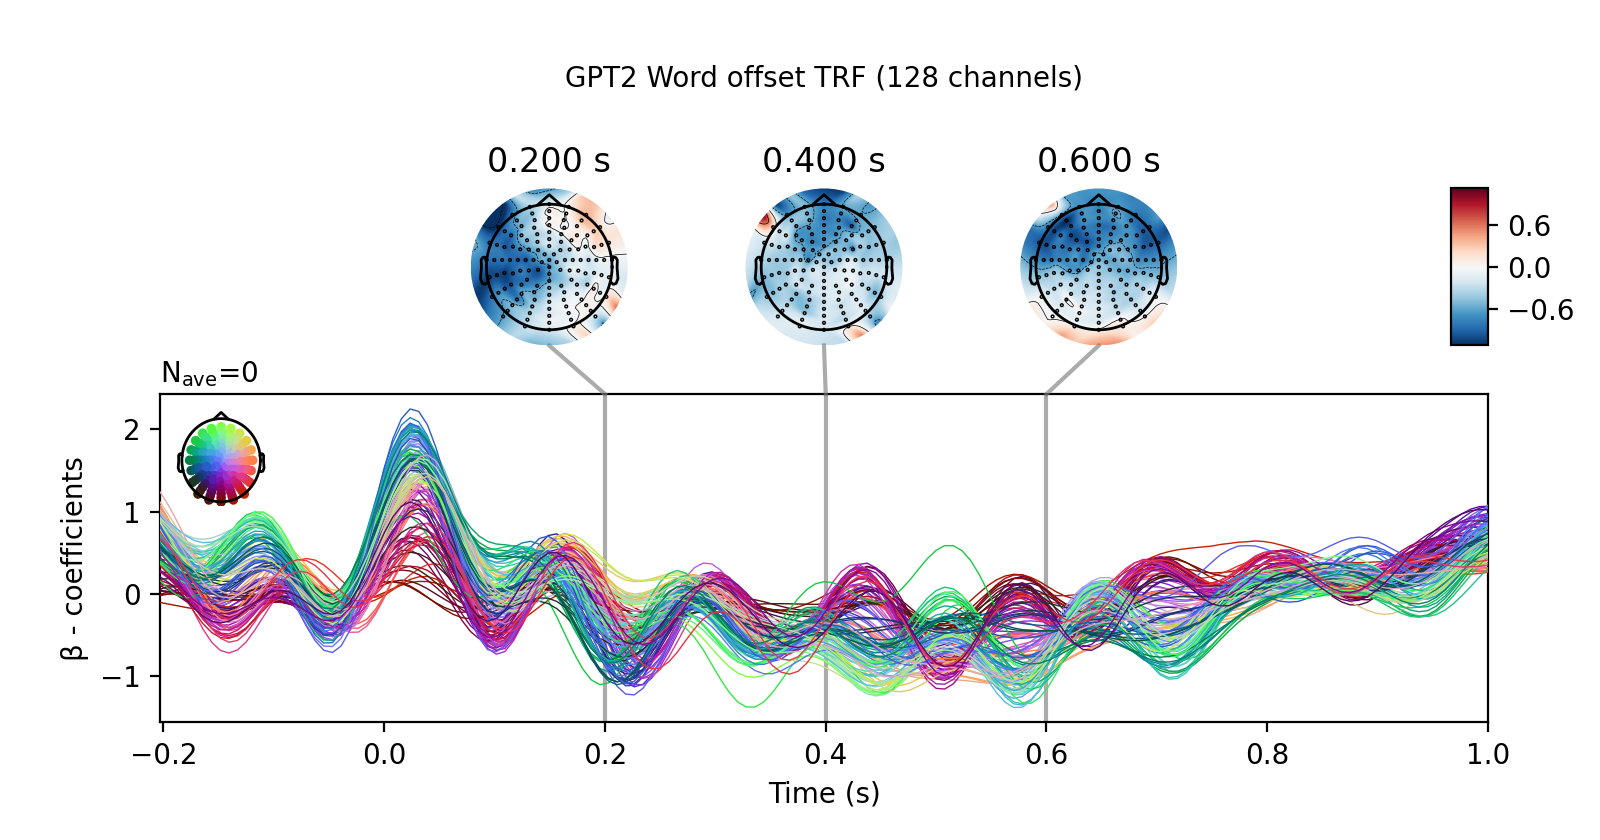 GPT2 Word offset TRF (128 channels)
0.200 s 0.400 s 0.600 s
0.6
0.0
−0.6
Nave=0
2
1
0
−1
β - coefficients
−0.2 0.0 0.2 0.4 0.6 0.8 1.0
Time (s)